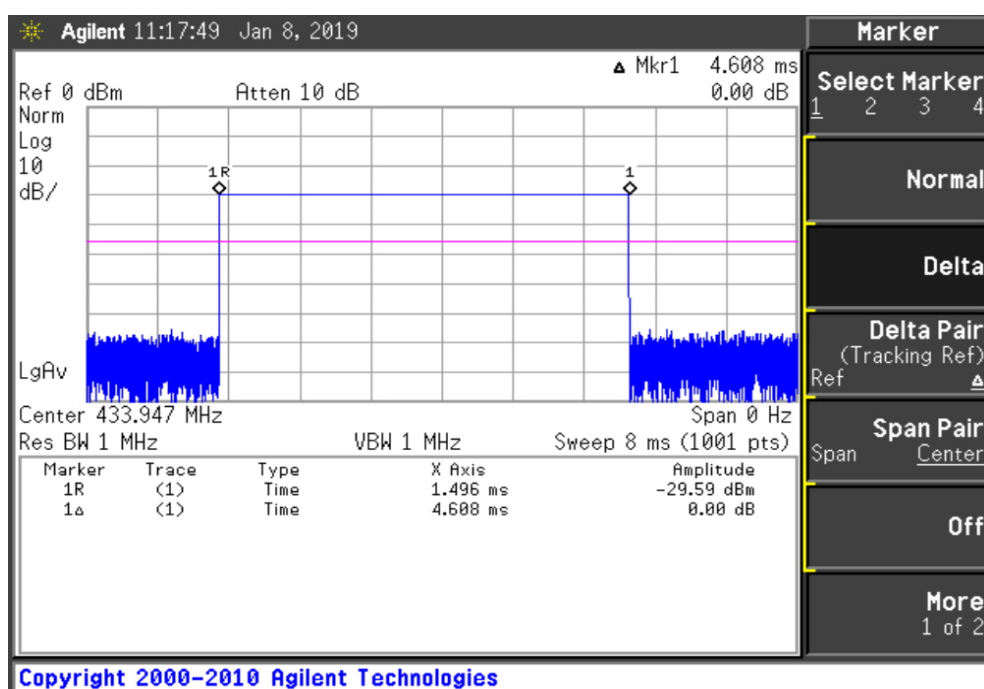 Agilent 11:17:49 Jan 8, 2019
Δ Mkr1 4.608 ms
Ref 0 dBm Atten 10 dB 0.00 dB
Norm
Log
10
dB/
1R 1
LgAv
Center 433.947 MHz Span 0 Hz
Res BW 1 MHz VBW 1 MHz Sweep 8 ms (1001 pts)
Marker Trace Type X Axis Amplitude
1R (1) Time 1.496 ms -29.59 dBm
1Δ (1) Time 4.608 ms 0.00 dB
Copyright 2000-2010 Agilent Technologies
Marker
Select Marker
1 2 3 4
Normal
Delta
Delta Pair
(Tracking Ref)
Ref Δ
Span Pair
Span Center
Off
More
1 of 2